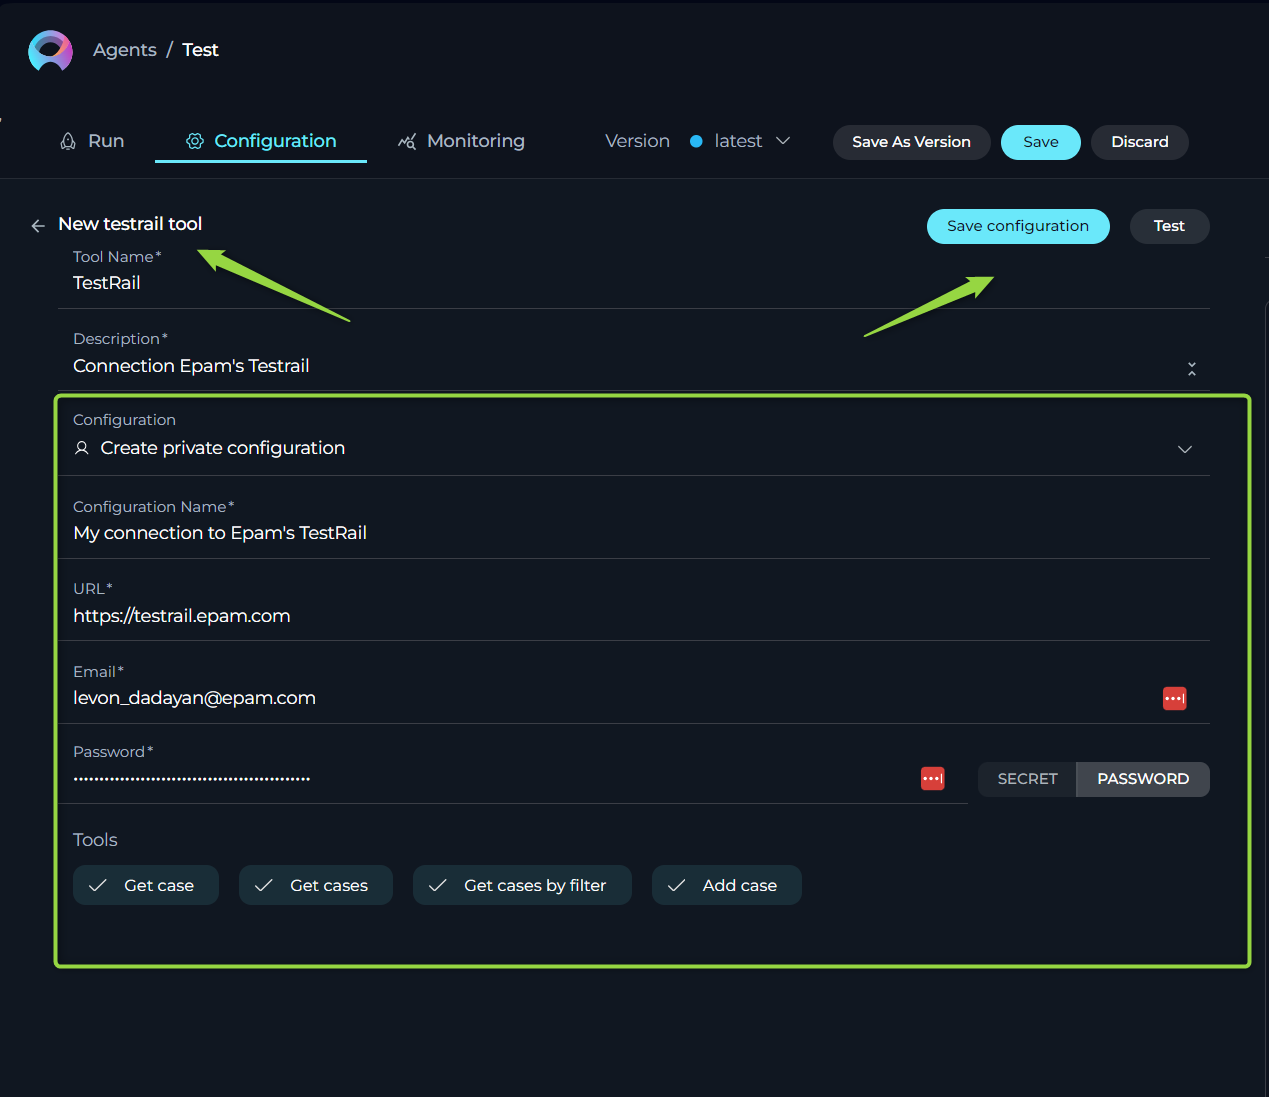 Agents / Test
Run Configuration Monitoring Version latest Save As Version Save Discard
New testrail tool Save configuration Test
Tool Name*
TestRail
Description*
Connection Epam's Testrail
Configuration
Create private configuration
Configuration Name*
My connection to Epam's TestRail
URL*
https://testrail.epam.com
Email*
levon_dadayan@epam.com
Password*
•••••••••••••••••••••••••••••••••••••••••••••• SECRET PASSWORD
Tools
Get case Get cases Get cases by filter Add case